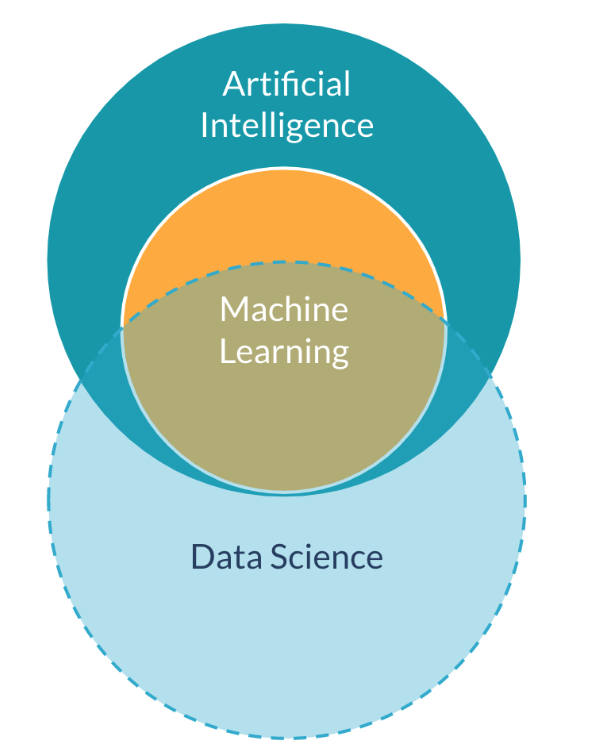 Artificial
Intelligence
Machine
Learning
Data Science